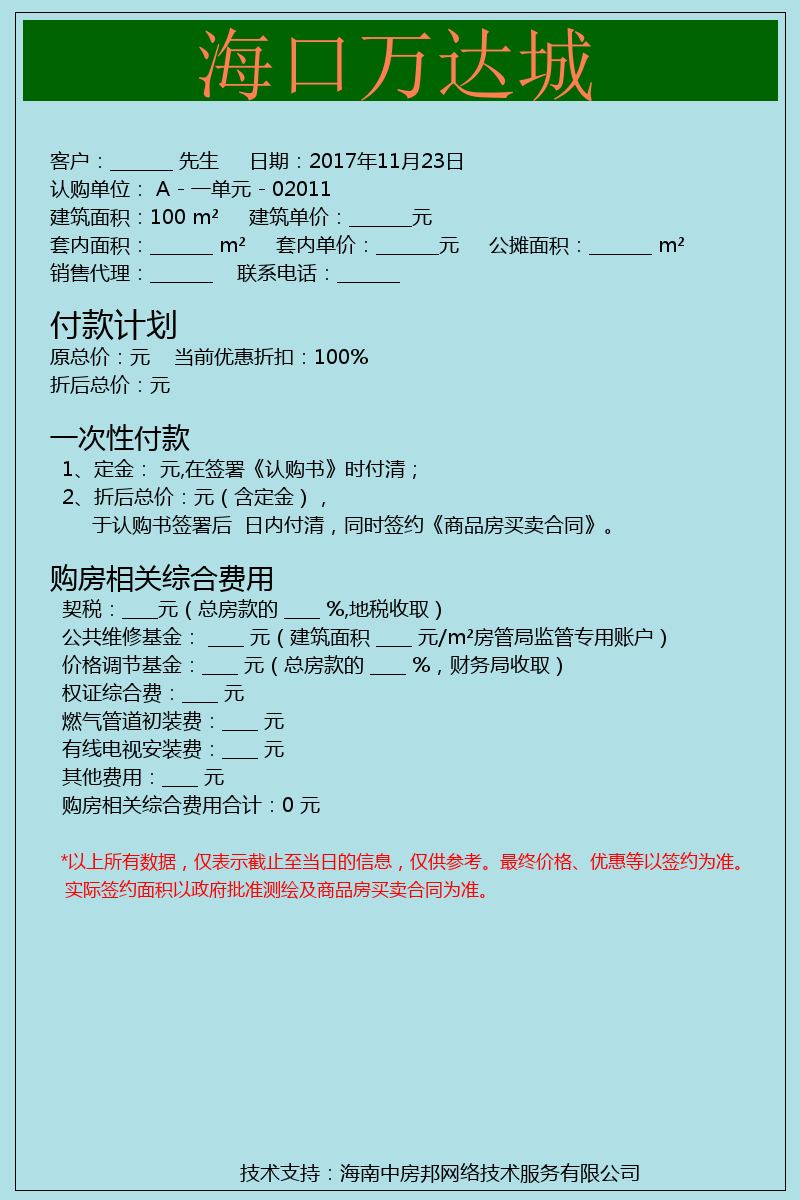 海口万达城
客户：______ 先生　日期：2017年11月23日
认购单位： A - 一单元 - 02011
建筑面积：100 m²　建筑单价：______元
套内面积：______ m²　套内单价：______元　公摊面积：______ m²
销售代理：______　联系电话：______
付款计划
原总价：元　当前优惠折扣：100%
折后总价：元
一次性付款
1、定金： 元,在签署《认购书》时付清；
2、折后总价：元（含定金），
于认购书签署后  日内付清，同时签约《商品房买卖合同》。
购房相关综合费用
契税：____元（总房款的 ____ %,地税收取）
公共维修基金： ____ 元（建筑面积 ____ 元/m²房管局监管专用账户）
价格调节基金：____ 元（总房款的 ____ %，财务局收取）
权证综合费：____ 元
燃气管道初装费：____ 元
有线电视安装费：____ 元
其他费用：____ 元
购房相关综合费用合计：0 元
*以上所有数据，仅表示截止至当日的信息，仅供参考。最终价格、优惠等以签约为准。
实际签约面积以政府批准测绘及商品房买卖合同为准。
技术支持：海南中房邦网络技术服务有限公司